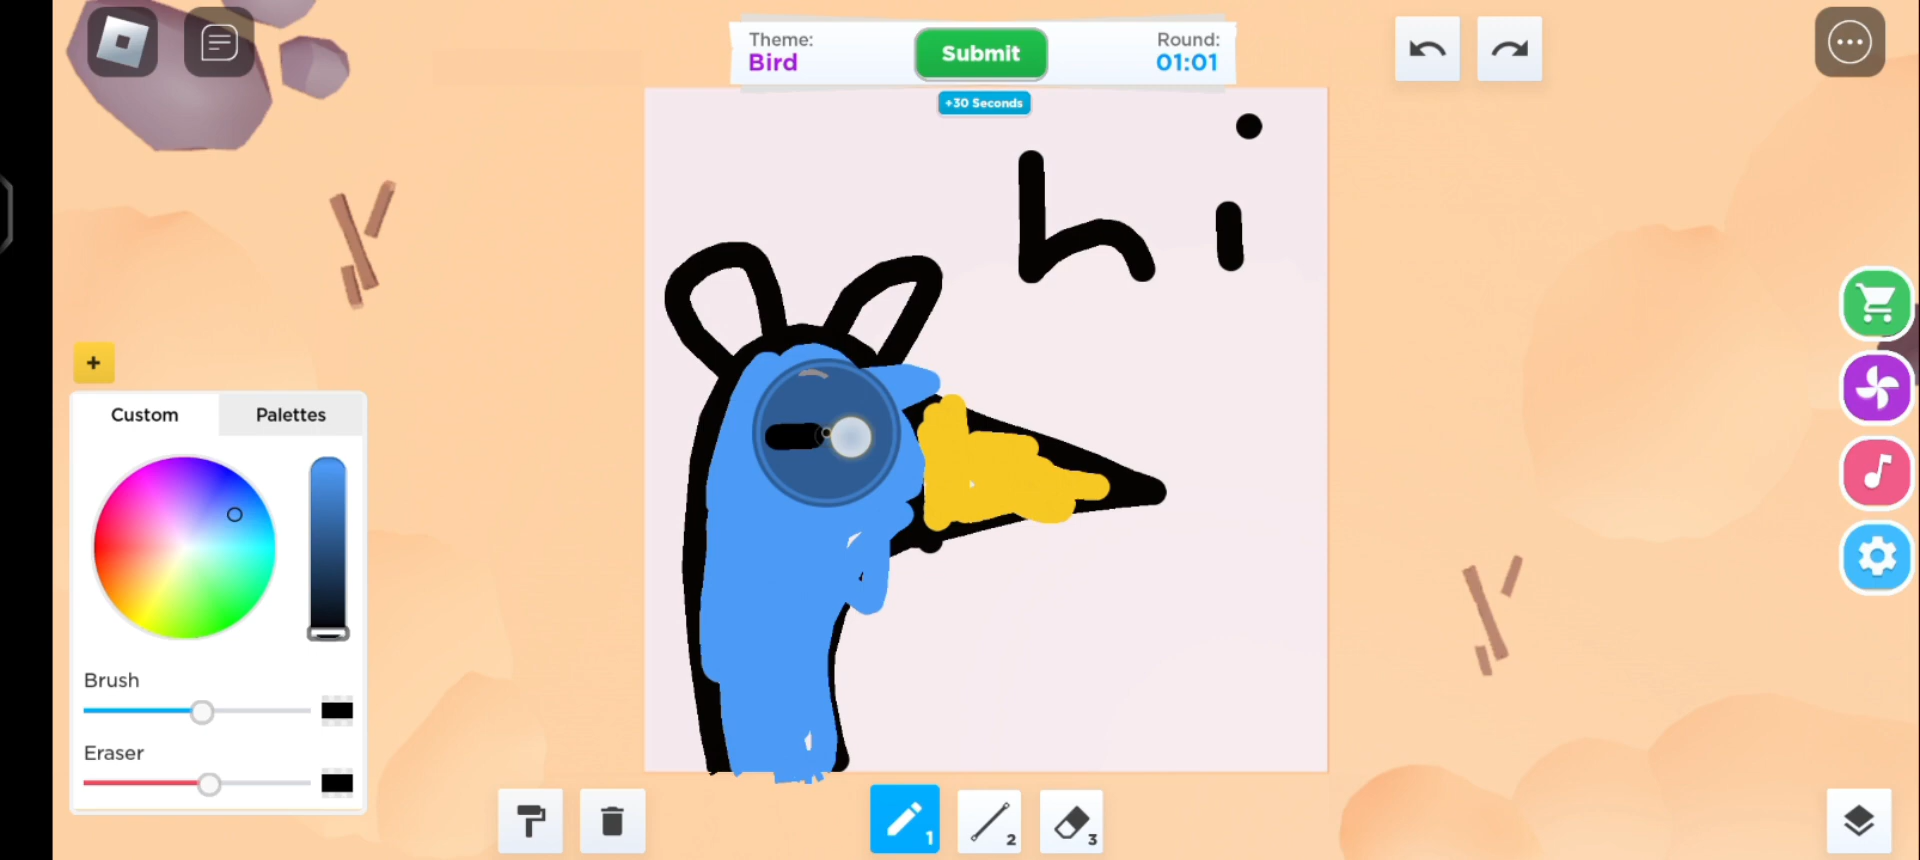 Theme:
Bird
Submit
Round:
01:01
+30 Seconds
hi
+
Custom
Palettes
Brush
Eraser
1
2
3